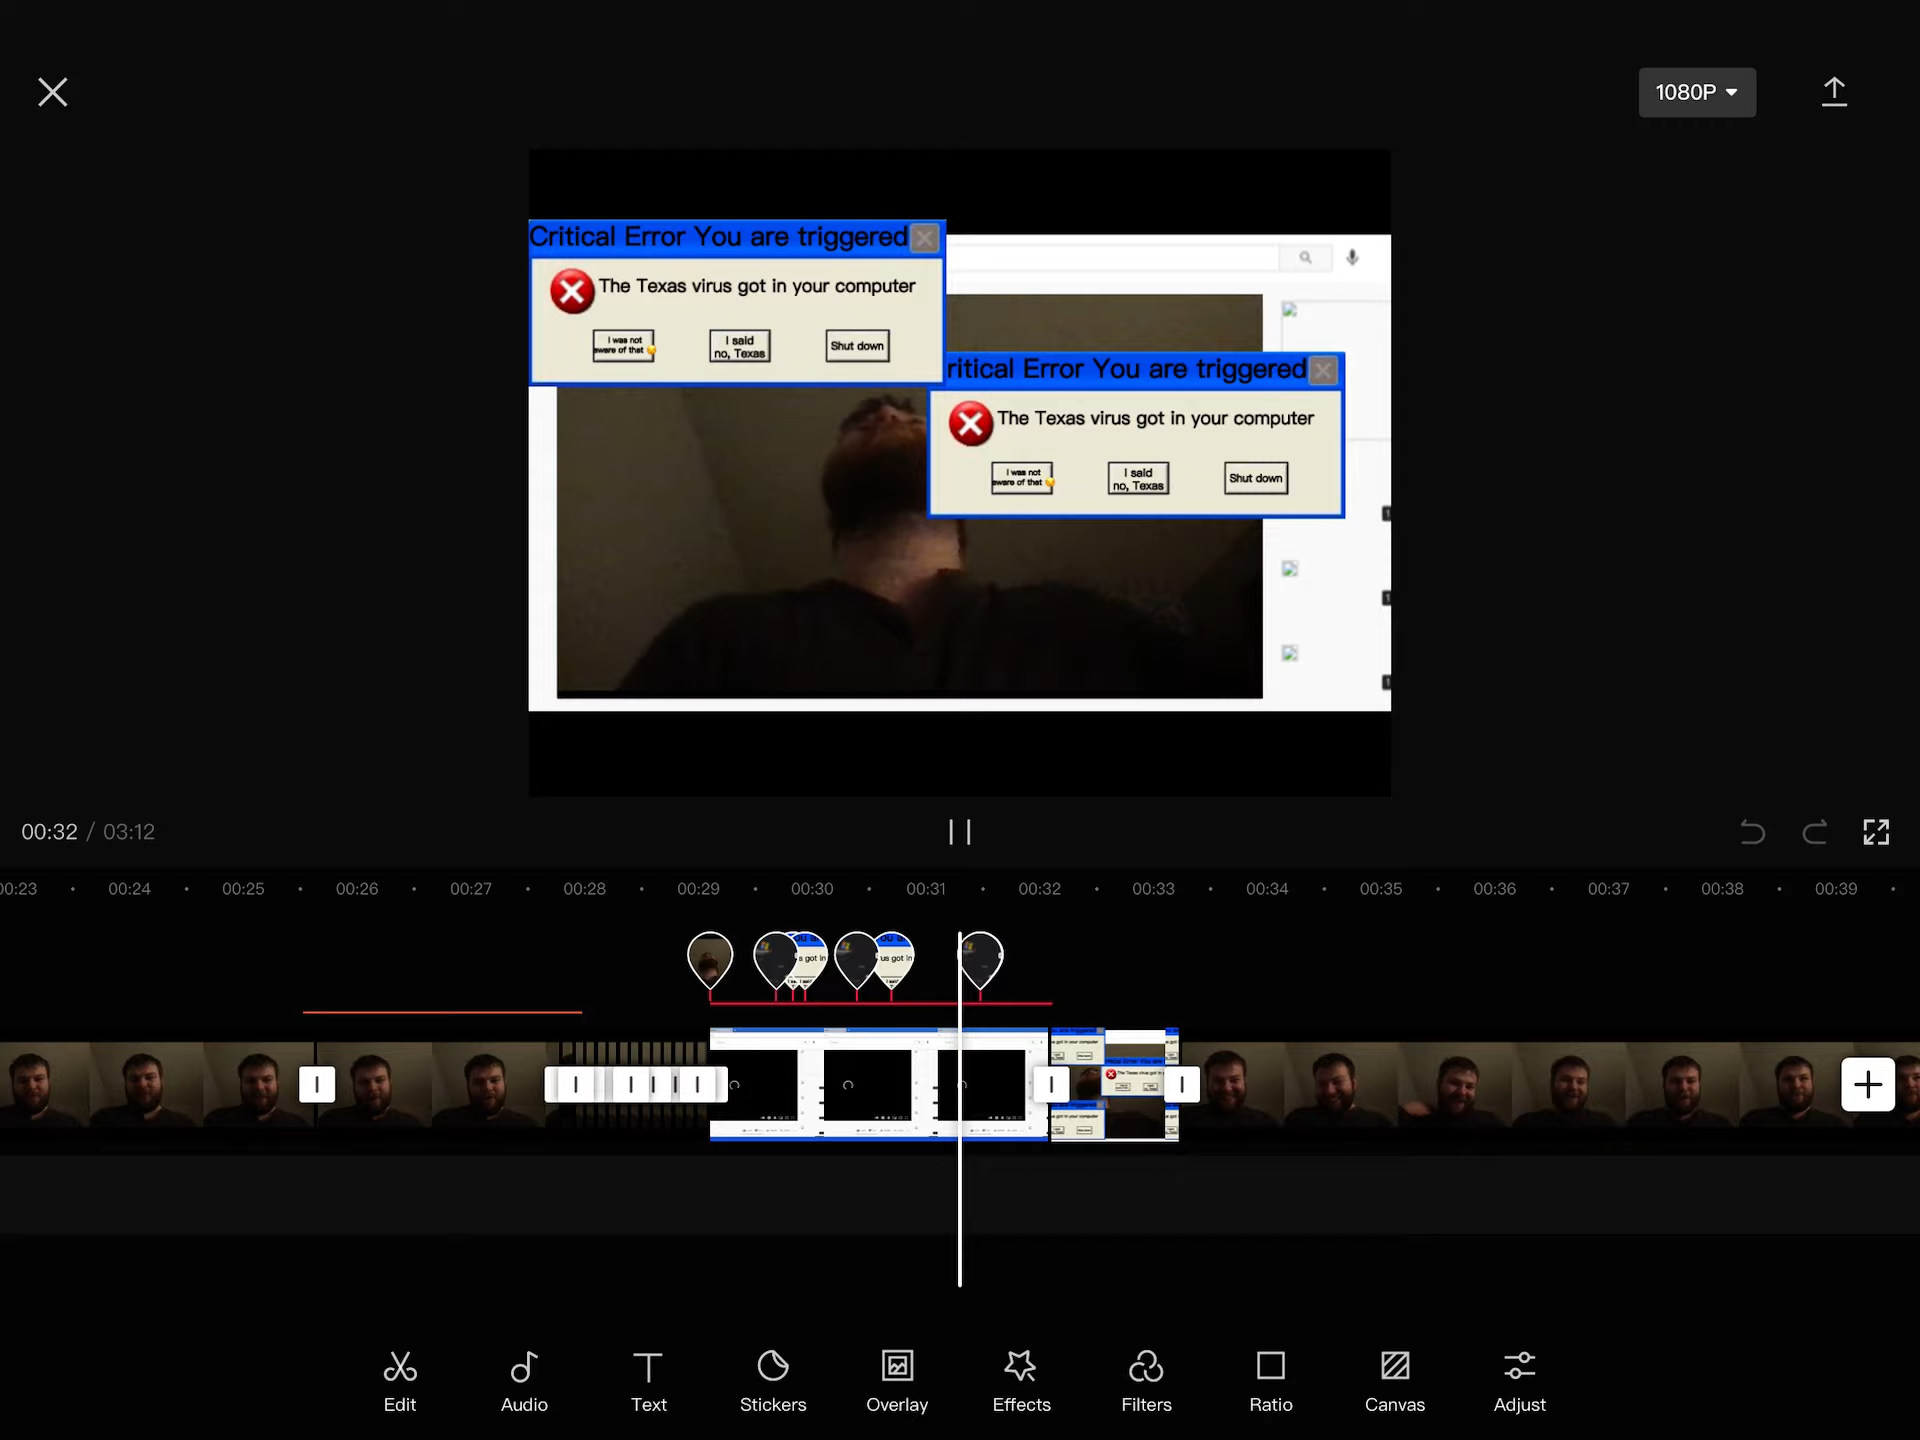 1080P
Critical Error You are triggered
The Texas virus got in your computer
I was not
aware of that
I said
no, Texas
Shut down
ritical Error You are triggered
The Texas virus got in your computer
I was not
aware of that
I said
no, Texas
Shut down
00:32 / 03:12
00:23 00:24 00:25 00:26 00:27 00:28 00:29 00:30 00:31 00:32 00:33 00:34 00:35 00:36 00:37 00:38 00:39
Edit Audio Text Stickers Overlay Effects Filters Ratio Canvas Adjust